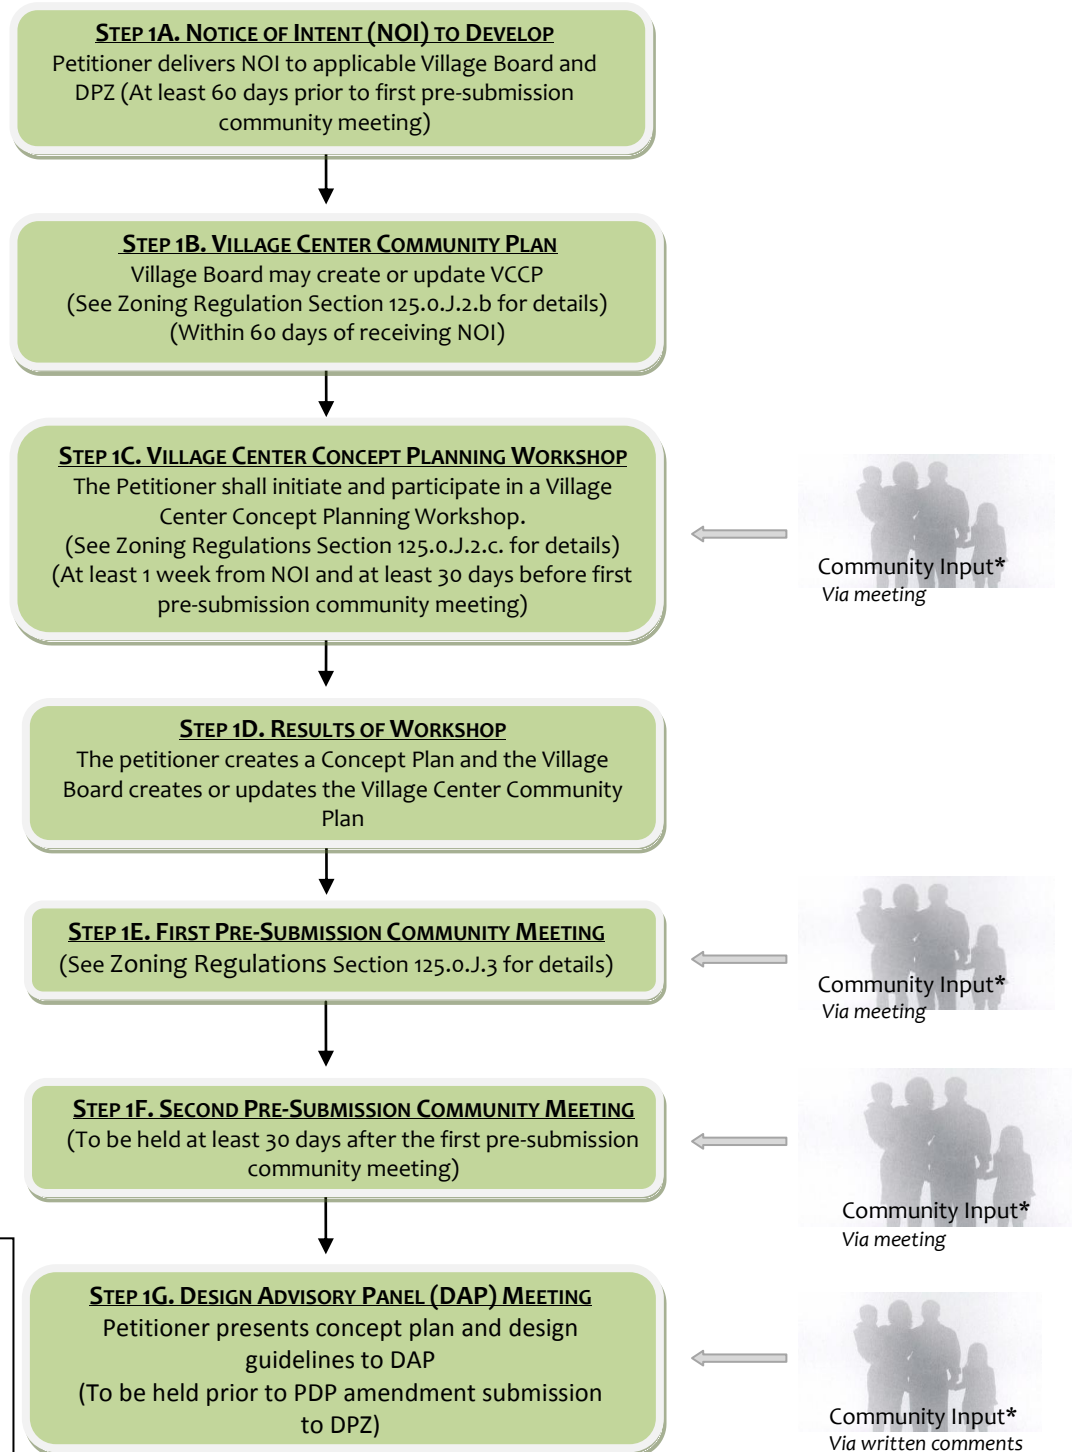 STEP 1A. NOTICE OF INTENT (NOI) TO DEVELOP
Petitioner delivers NOI to applicable Village Board and
DPZ (At least 60 days prior to first pre-submission
community meeting)
STEP 1B. VILLAGE CENTER COMMUNITY PLAN
Village Board may create or update VCCP
(See Zoning Regulation Section 125.0.J.2.b for details)
(Within 60 days of receiving NOI)
STEP 1C. VILLAGE CENTER CONCEPT PLANNING WORKSHOP
The Petitioner shall initiate and participate in a Village
Center Concept Planning Workshop.
(See Zoning Regulations Section 125.0.J.2.c. for details)
(At least 1 week from NOI and at least 30 days before first
pre-submission community meeting)
Community Input*
Via meeting
STEP 1D. RESULTS OF WORKSHOP
The petitioner creates a Concept Plan and the Village
Board creates or updates the Village Center Community
Plan
STEP 1E. FIRST PRE-SUBMISSION COMMUNITY MEETING
(See Zoning Regulations Section 125.0.J.3 for details)
Community Input*
Via meeting
STEP 1F. SECOND PRE-SUBMISSION COMMUNITY MEETING
(To be held at least 30 days after the first pre-submission
community meeting)
Community Input*
Via meeting
STEP 1G. DESIGN ADVISORY PANEL (DAP) MEETING
Petitioner presents concept plan and design
guidelines to DAP
(To be held prior to PDP amendment submission
to DPZ)
Community Input*
Via written comments